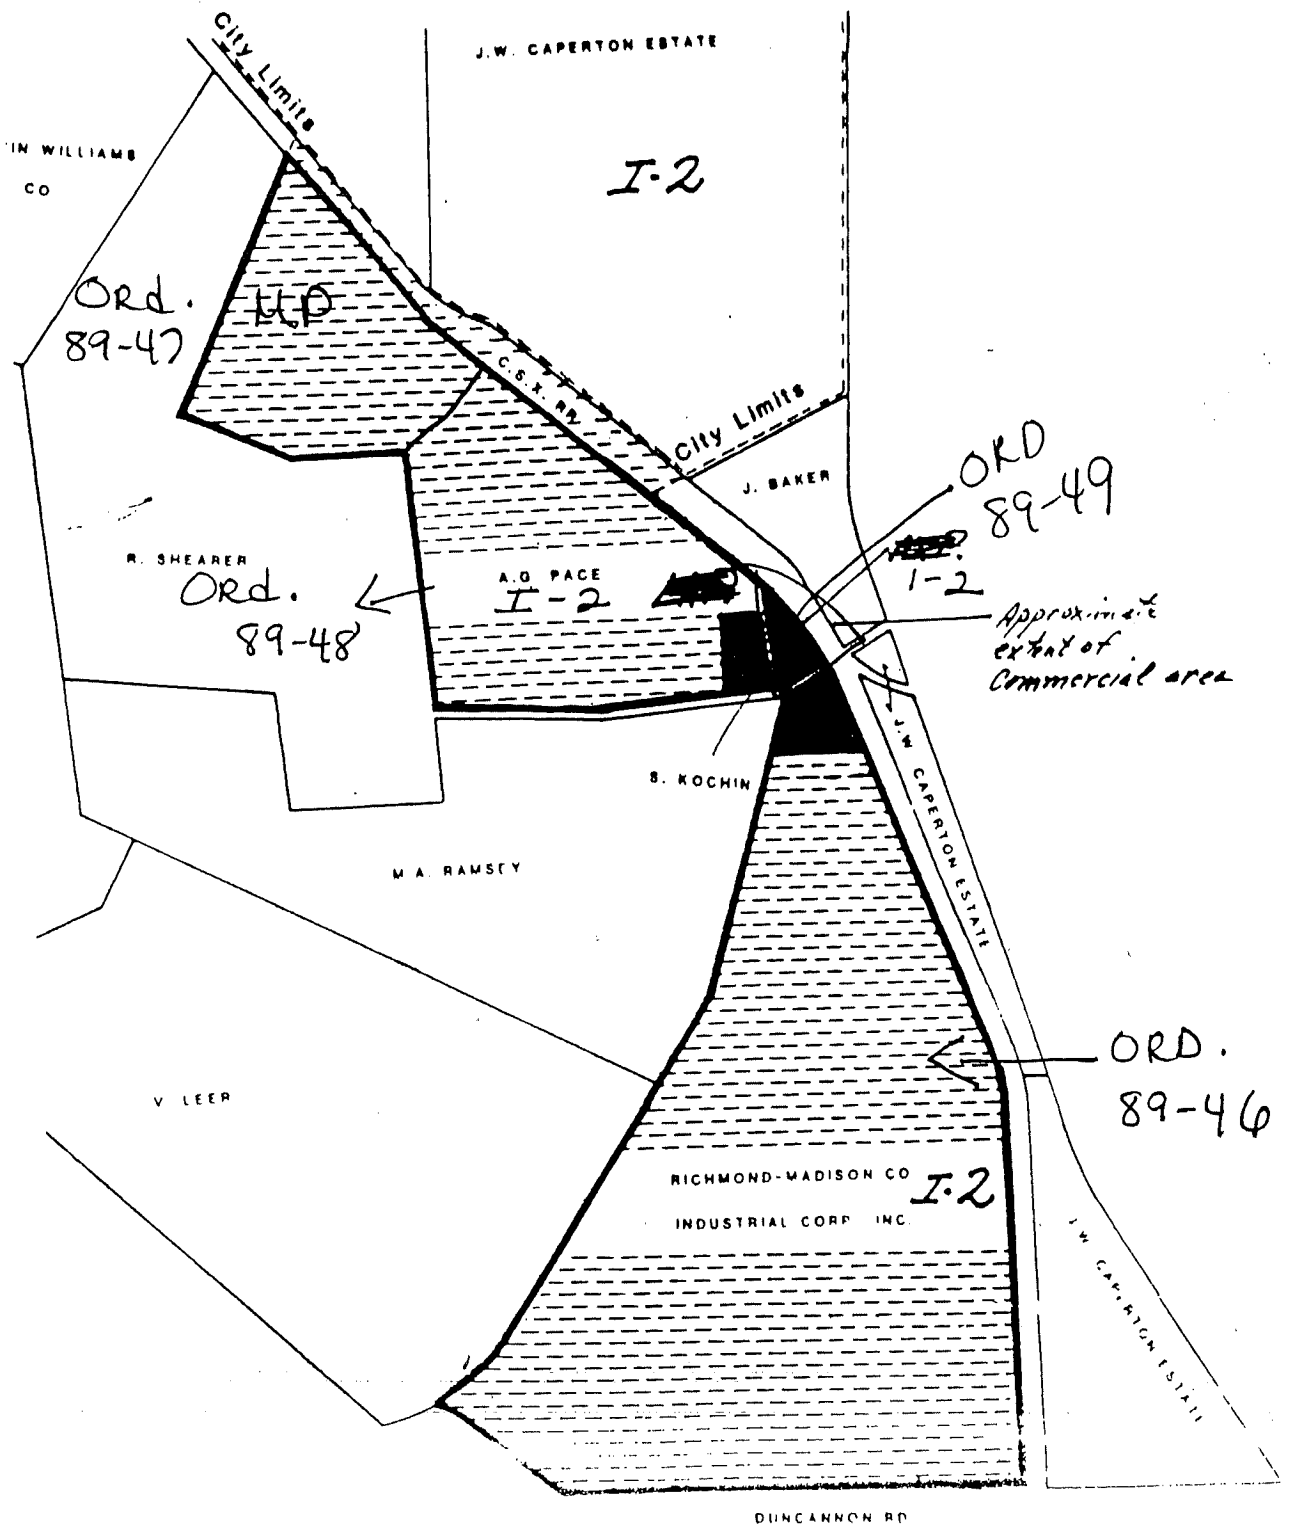 City Limits
J.W. CAPERTON ESTATE
WILLIAMS
CO
I-2
ORd.
89-47
M.P
C.S.X. RR
City Limits
J. BAKER
ORD
89-49
I-2
Approximate
extent of
Commercial area
R. SHEARER
ORd.
89-48
A.D. PACE
I-2
S. KOCHIN
J.W. CAPERTON ESTATE
M.A. RAMSEY
V. LEER
ORD.
89-46
RICHMOND-MADISON CO
I-2
INDUSTRIAL CORP INC.
J.W. CAPERTON ESTATE
DUNCANNON RD